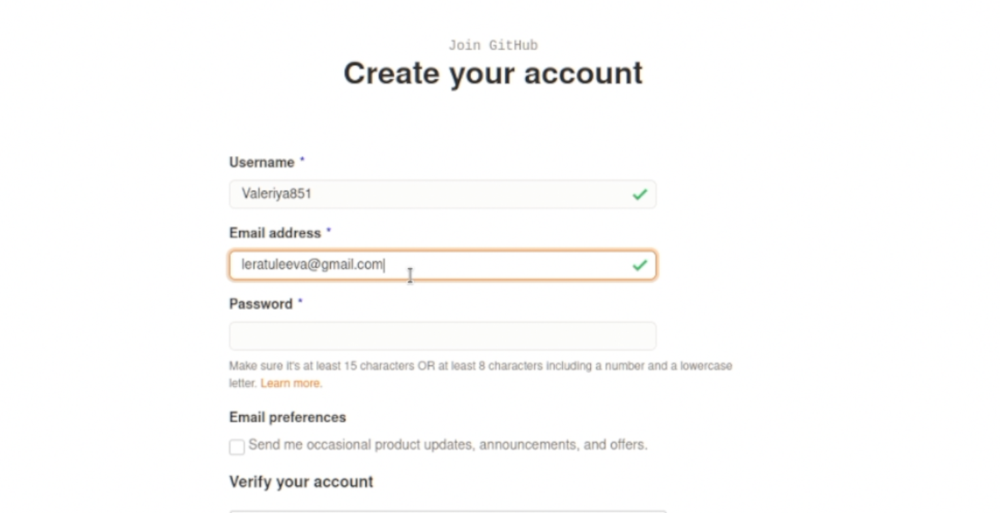 Join GitHub
Create your account
Username *
Valeriya851
Email address *
leratuleeva@gmail.com
Password *
Make sure it's at least 15 characters OR at least 8 characters including a number and a lowercase
letter. Learn more.
Email preferences
Send me occasional product updates, announcements, and offers.
Verify your account